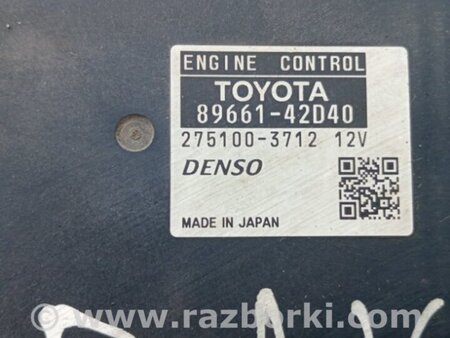 ENGINE CONTROL
TOYOTA
89661-42D40
275100-3712 12V
DENSO
MADE IN JAPAN
www.razborki.com